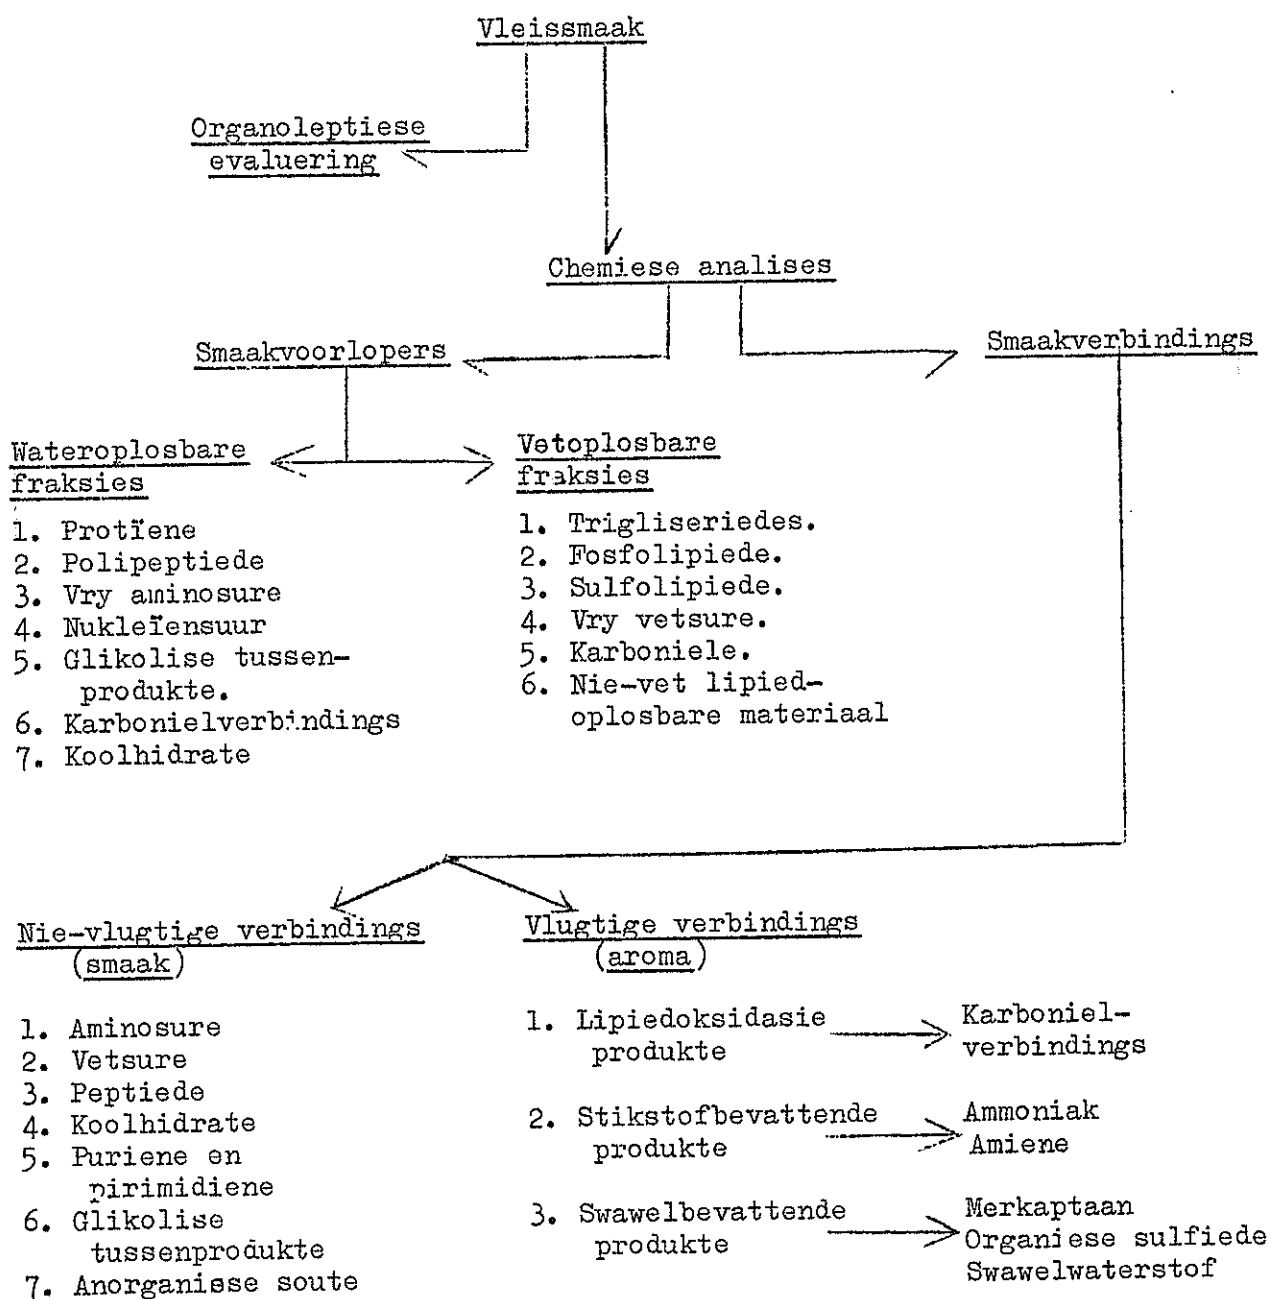 Vleissmaak
Organoleptiese
evaluering
Chemiese analises
Smaakvoorlopers
Smaakverbindings
Wateroplosbare
fraksies
1. Protïene
2. Polipeptiede
3. Vry aminosure
4. Nukleïensuur
5. Glikolise tussen-
produkte.
6. Karbonielverbindings
7. Koolhidrate
Vetoplosbare
fraksies
1. Trigliseriedes.
2. Fosfolipiede.
3. Sulfolipiede.
4. Vry vetsure.
5. Karboniele.
6. Nie-vet lipied-
oplosbare materiaal
Nie-vlugtige verbindings
(smaak)
1. Aminosure
2. Vetsure
3. Peptiede
4. Koolhidrate
5. Puriene en
pirimidiene
6. Glikolise
tussenprodukte
7. Anorganiese soute
Vlugtige verbindings
(aroma)
1. Lipiedoksidasie
produkte
Karboniel-
verbindings
2. Stikstofbevattende
produkte
Ammoniak
Amiene
3. Swawelbevattende
produkte
Merkaptaan
Organiese sulfiede
Swawelwaterstof